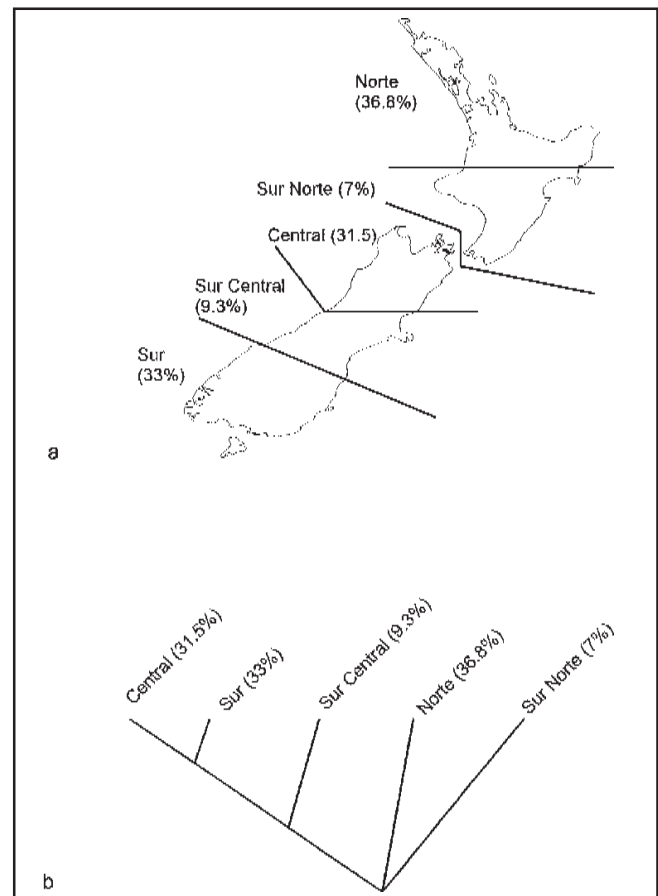 Norte
(36.8%)
Sur Norte (7%)
Central (31.5)
Sur Central
(9.3%)
Sur
(33%)
a
Central (31.5%)
Sur (33%)
Sur Central (9.3%)
Norte (36.8%)
Sur Norte (7%)
b